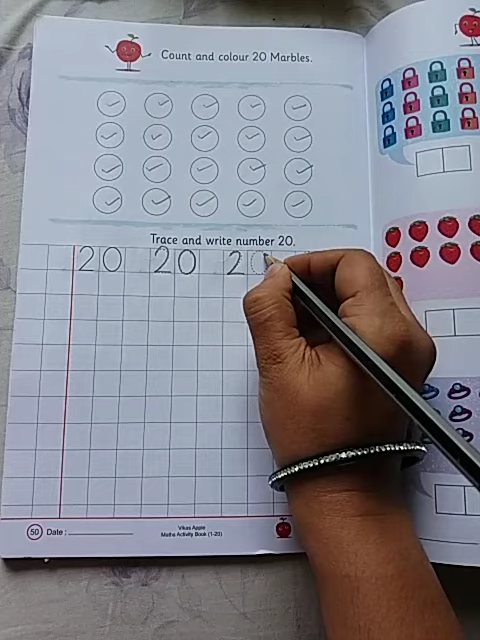 Count and colour 20 Marbles.
Trace and write number 20.
20 20 20
50 Date :
Vikas Apple
Maths Activity Book (1-20)